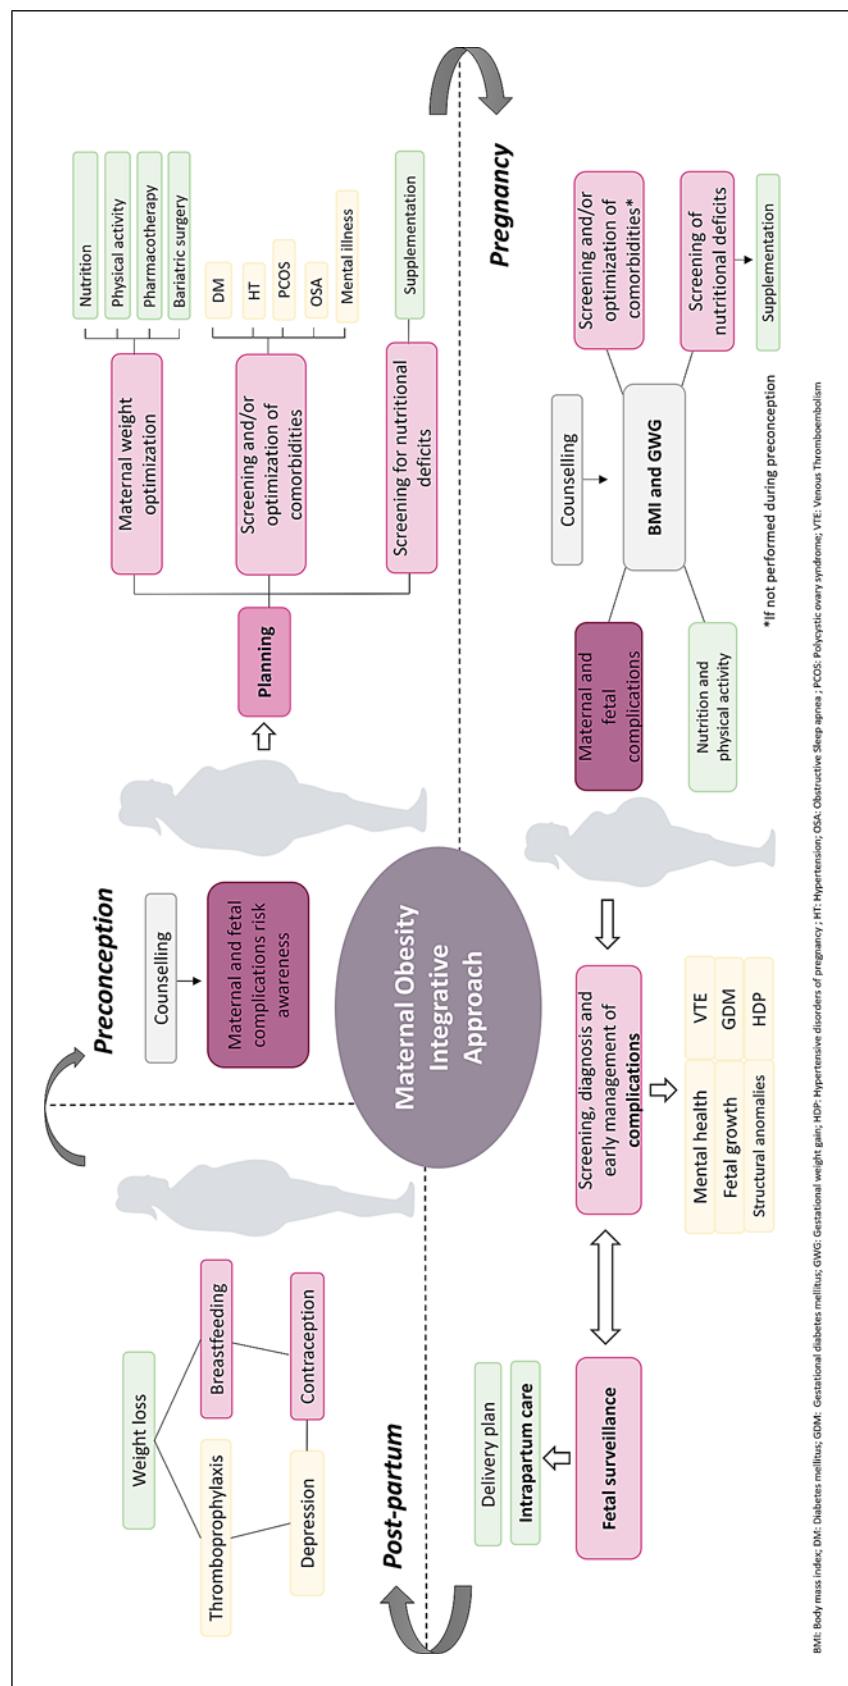 Preconception
Counselling
Maternal and fetal
complications risk
awareness
Planning
Maternal weight
optimization
Nutrition
Physical activity
Pharmacotherapy
Bariatric surgery
Screening and/or
optimization of
comorbidities
DM
HT
PCOS
OSA
Mental illness
Screening for nutritional
deficits
Supplementation
Maternal Obesity
Integrative
Approach
Pregnancy
Counselling
BMI and GWG
Screening and/or
optimization of
comorbidities*
Screening of
nutritional deficits
Supplementation
Maternal and
fetal
complications
Nutrition and
physical activity
*If not performed during preconception
Screening, diagnosis and
early management of
complications
Mental health
VTE
Fetal growth
GDM
Structural anomalies
HDP
Fetal surveillance
Delivery plan
Intrapartum care
Post-partum
Weight loss
Thromboprophylaxis
Breastfeeding
Depression
Contraception
BMI: Body mass index; DM: Diabetes mellitus; GDM: Gestational diabetes mellitus; GWG: Gestational weight gain; HDP: Hypertensive disorders of pregnancy ; HT: Hypertension; OSA: Obstructive Sleep apnea ; PCOS: Polycystic ovary syndrome; VTE: Venous Thromboembolism